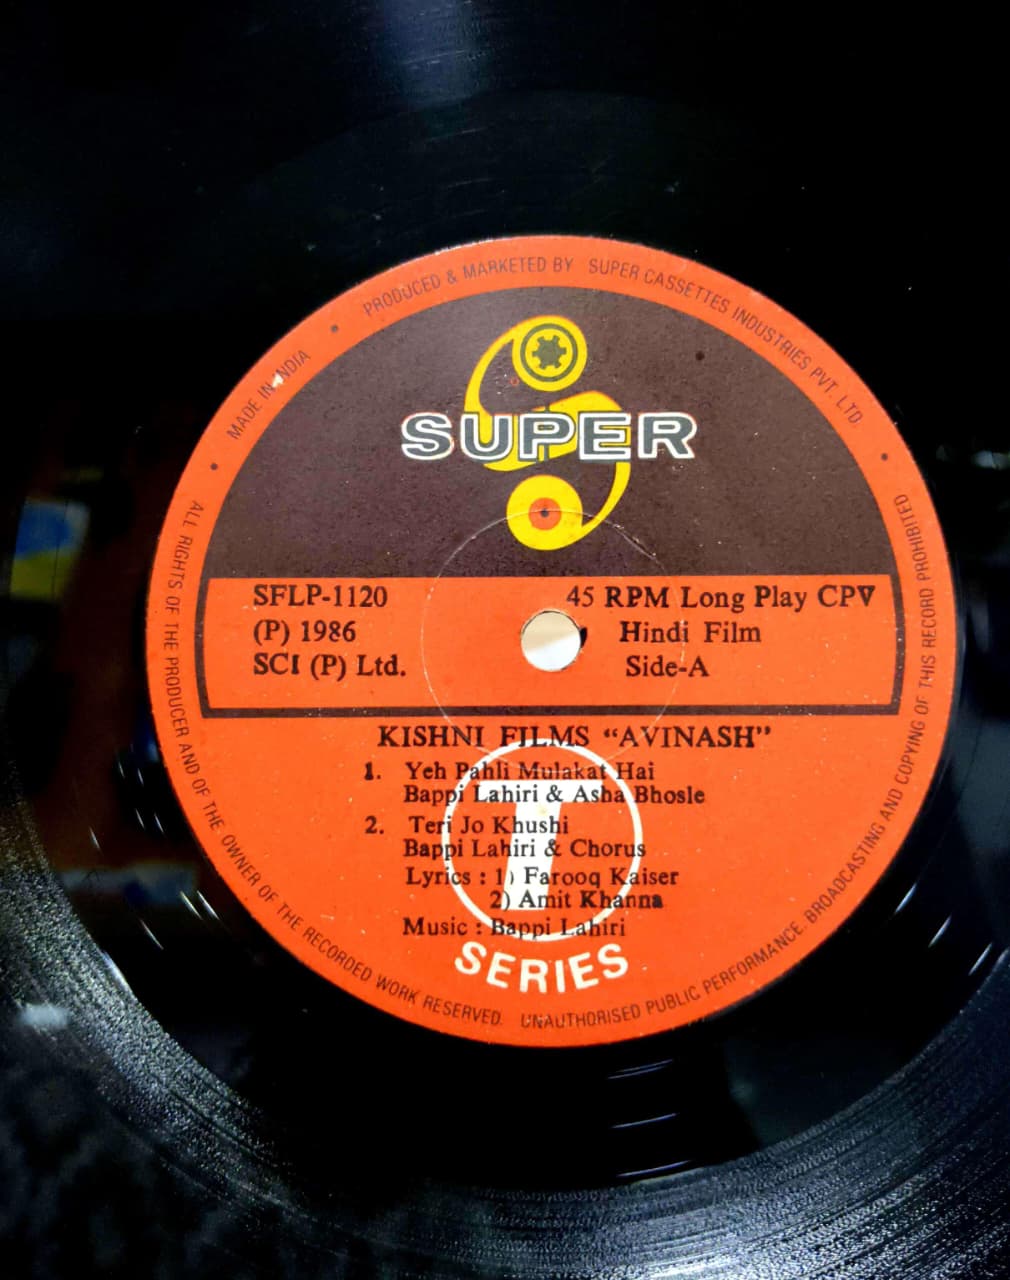 PRODUCED & MARKETED BY SUPER CASSETTES INDUSTRIES PVT. LTD.
MADE IN INDIA
SUPER
SFLP-1120
45 RPM Long Play CP∇
(P) 1986
Hindi Film
SCI (P) Ltd.
Side-A
KISHNI FILMS “AVINASH”
1. Yeh Pahli Mulakat Hai
Bappi Lahiri & Asha Bhosle
2. Teri Jo Khushi
Bappi Lahiri & Chorus
Lyrics : 1) Farooq Kaiser
2) Amit Khanna
Music : Bappi Lahiri
T
SERIES
ALL RIGHTS OF THE PRODUCER AND OF THE OWNER OF THE RECORDED WORK RESERVED. UNAUTHORISED PUBLIC PERFORMANCE. BROADCASTING AND COPYING OF THIS RECORD PROHIBITED